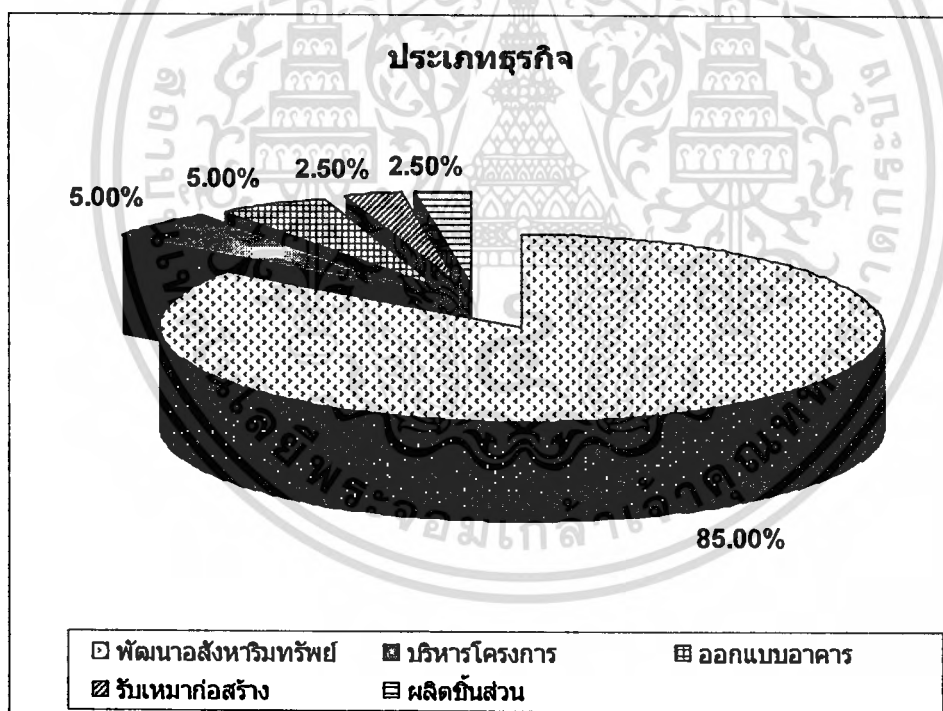 ประเภทธุรกิจ
5.00%
5.00%
2.50%
2.50%
85.00%
พัฒนาอสังหาริมทรัพย์ บริหารโครงการ ออกแบบอาคาร
รับเหมาก่อสร้าง ผลิตชิ้นส่วน